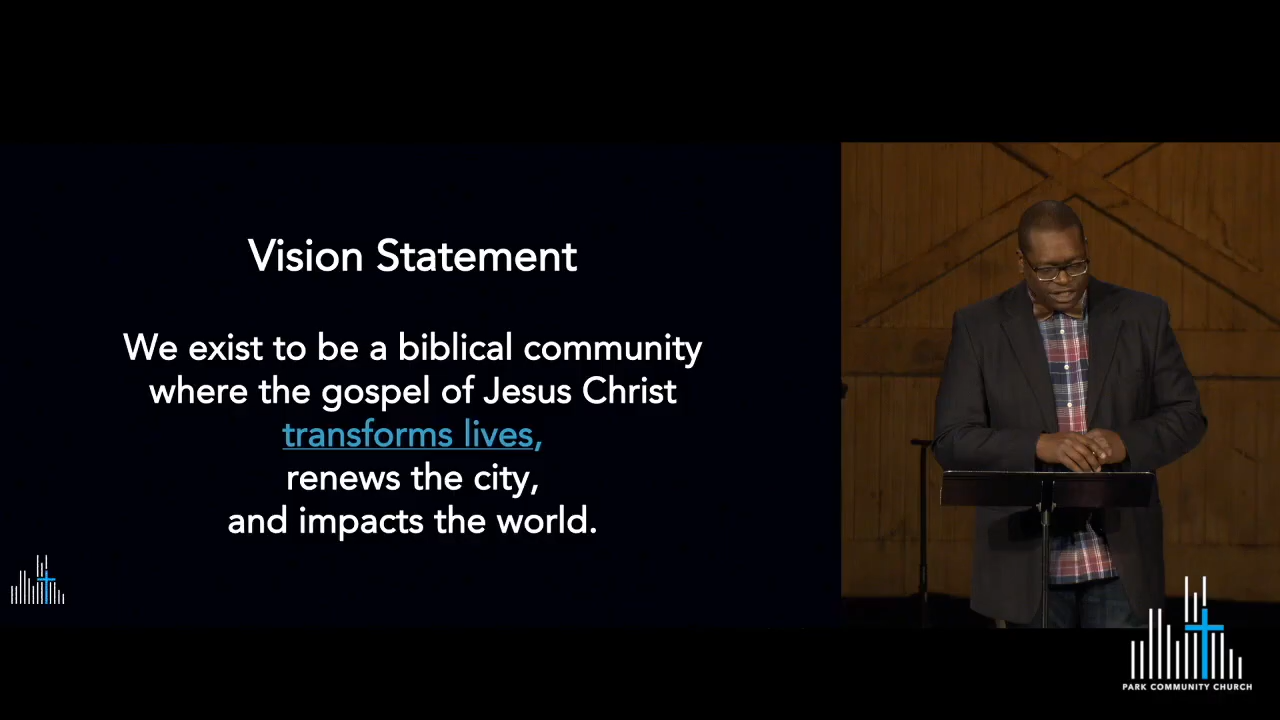 Vision Statement
We exist to be a biblical community
where the gospel of Jesus Christ
transforms lives,
renews the city,
and impacts the world.
PARK COMMUNITY CHURCH